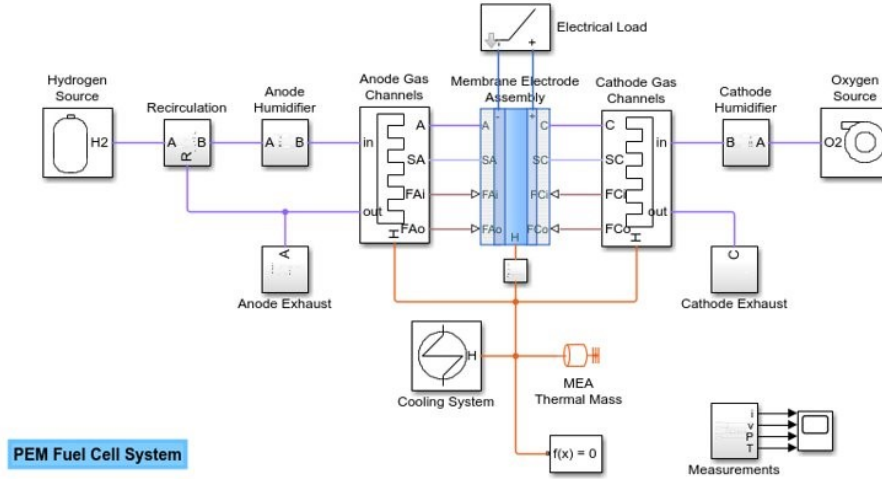 Electrical Load
- +
Hydrogen
Source
Recirculation
Anode
Humidifier
Anode Gas
Channels
Membrane Electrode
Assembly
Cathode Gas
Channels
Cathode
Humidifier
Oxygen
Source
H2
A B
R
A B
in
out
H
A
SA
FAi
FAo
- +
A C
SA SC
FAi FCi
FAo FCo
H
C
SC
FCi
FCo
in
out
H
B A
O2
A
Anode Exhaust
C
Cathode Exhaust
H
Cooling System
MEA
Thermal Mass
f(x) = 0
i
v
P
T
Measurements
PEM Fuel Cell System